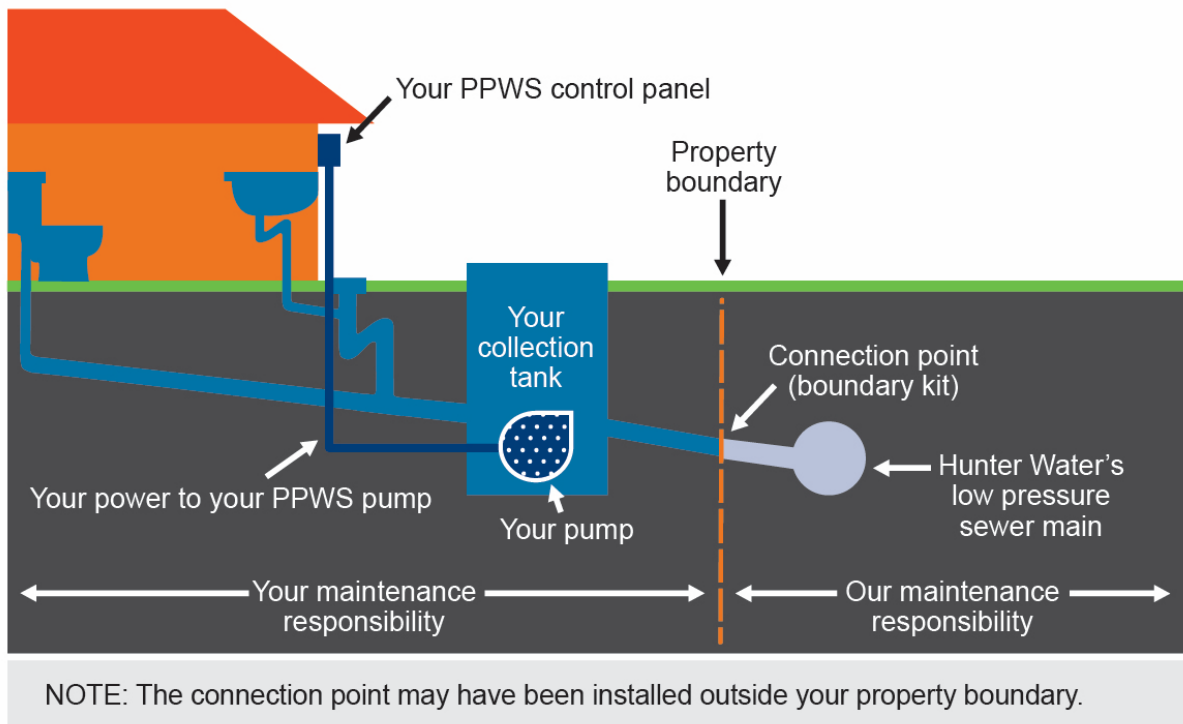 Your PPWS control panel
Property
boundary
Your
collection
tank
Connection point
(boundary kit)
Your power to your PPWS pump
Your pump
Hunter Water’s
low pressure
sewer main
Your maintenance
responsibility
Our maintenance
responsibility
NOTE: The connection point may have been installed outside your property boundary.